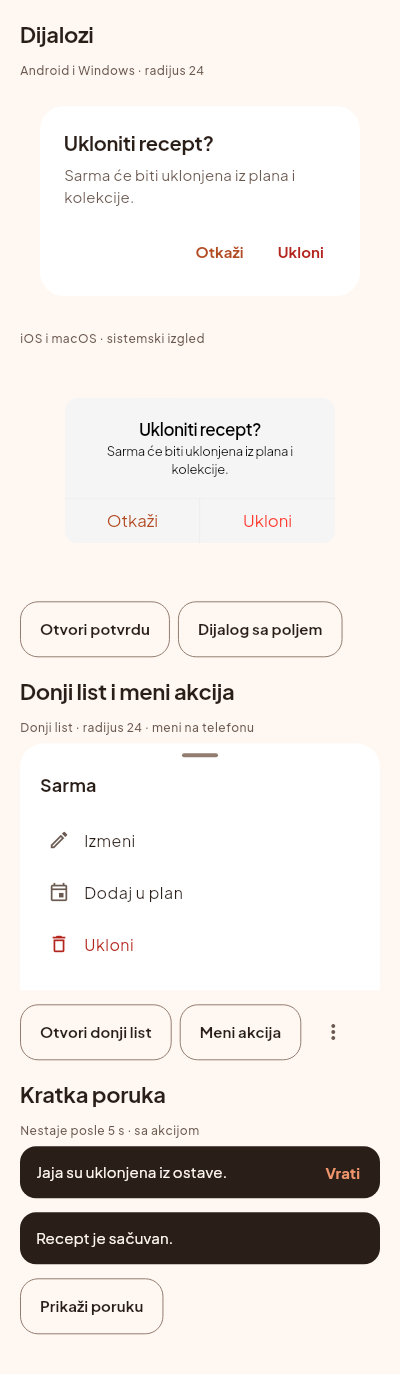 Dijalozi
Android i Windows · radijus 24
Ukloniti recept?
Sarma će biti uklonjena iz plana i
kolekcije.
Otkaži Ukloni
iOS i macOS · sistemski izgled
Ukloniti recept?
Sarma će biti uklonjena iz plana i
kolekcije.
Otkaži Ukloni
Otvori potvrdu Dijalog sa poljem
Donji list i meni akcija
Donji list · radijus 24 · meni na telefonu
Sarma
Izmeni
Dodaj u plan
Ukloni
Otvori donji list Meni akcija
Kratka poruka
Nestaje posle 5 s · sa akcijom
Jaja su uklonjena iz ostave. Vrati
Recept je sačuvan.
Prikaži poruku